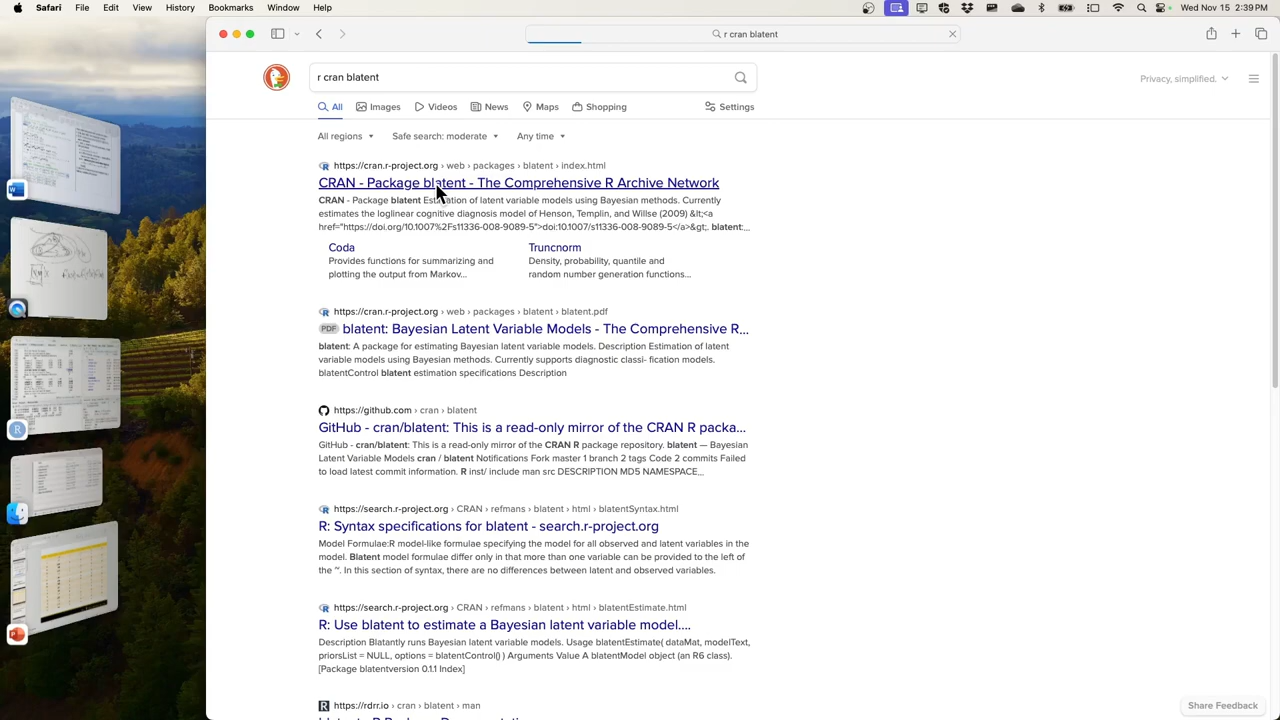 Safari File Edit View History Bookmarks Window Help Wed Nov 15 2:39 PM
r cran blatent
r cran blatent
Privacy, simplified.
All Images Videos News Maps Shopping Settings
All regions Safe search: moderate Any time
https://cran.r-project.org › web › packages › blatent › index.html
CRAN - Package blatent - The Comprehensive R Archive Network
CRAN - Package blatent Estimation of latent variable models using Bayesian methods. Currently
estimates the loglinear cognitive diagnosis model of Henson, Templin, and Willse (2009) &lt;<a
href="https://doi.org/10.1007%2Fs11336-008-9089-5">doi:10.1007/s11336-008-9089-5</a>&gt;. blatent:...
Coda Truncnorm
Provides functions for summarizing and Density, probability, quantile and
plotting the output from Markov... random number generation functions...
https://cran.r-project.org › web › packages › blatent › blatent.pdf
PDF blatent: Bayesian Latent Variable Models - The Comprehensive R...
blatent: A package for estimating Bayesian latent variable models. Description Estimation of latent
variable models using Bayesian methods. Currently supports diagnostic classi- fication models.
blatentControl blatent estimation specifications Description
https://github.com › cran › blatent
GitHub - cran/blatent: This is a read-only mirror of the CRAN R packa...
GitHub - cran/blatent: This is a read-only mirror of the CRAN R package repository. blatent — Bayesian
Latent Variable Models cran / blatent Notifications Fork master 1 branch 2 tags Code 2 commits Failed
to load latest commit information. R inst/ include man src DESCRIPTION MD5 NAMESPACE...
https://search.r-project.org › CRAN › refmans › blatent › html › blatentSyntax.html
R: Syntax specifications for blatent - search.r-project.org
Model Formulae:R model-like formulae specifying the model for all observed and latent variables in the
model. Blatent model formulae differ only in that more than one variable can be provided to the left of
the ~. In this section of syntax, there are no differences between latent and observed variables.
https://search.r-project.org › CRAN › refmans › blatent › html › blatentEstimate.html
R: Use blatent to estimate a Bayesian latent variable model....
Description Blatantly runs Bayesian latent variable models. Usage blatentEstimate( dataMat, modelText,
priorsList = NULL, options = blatentControl() ) Arguments Value A blatentModel object (an R6 class).
[Package blatentversion 0.1.1 Index]
https://rdrr.io › cran › blatent › man
Share Feedback